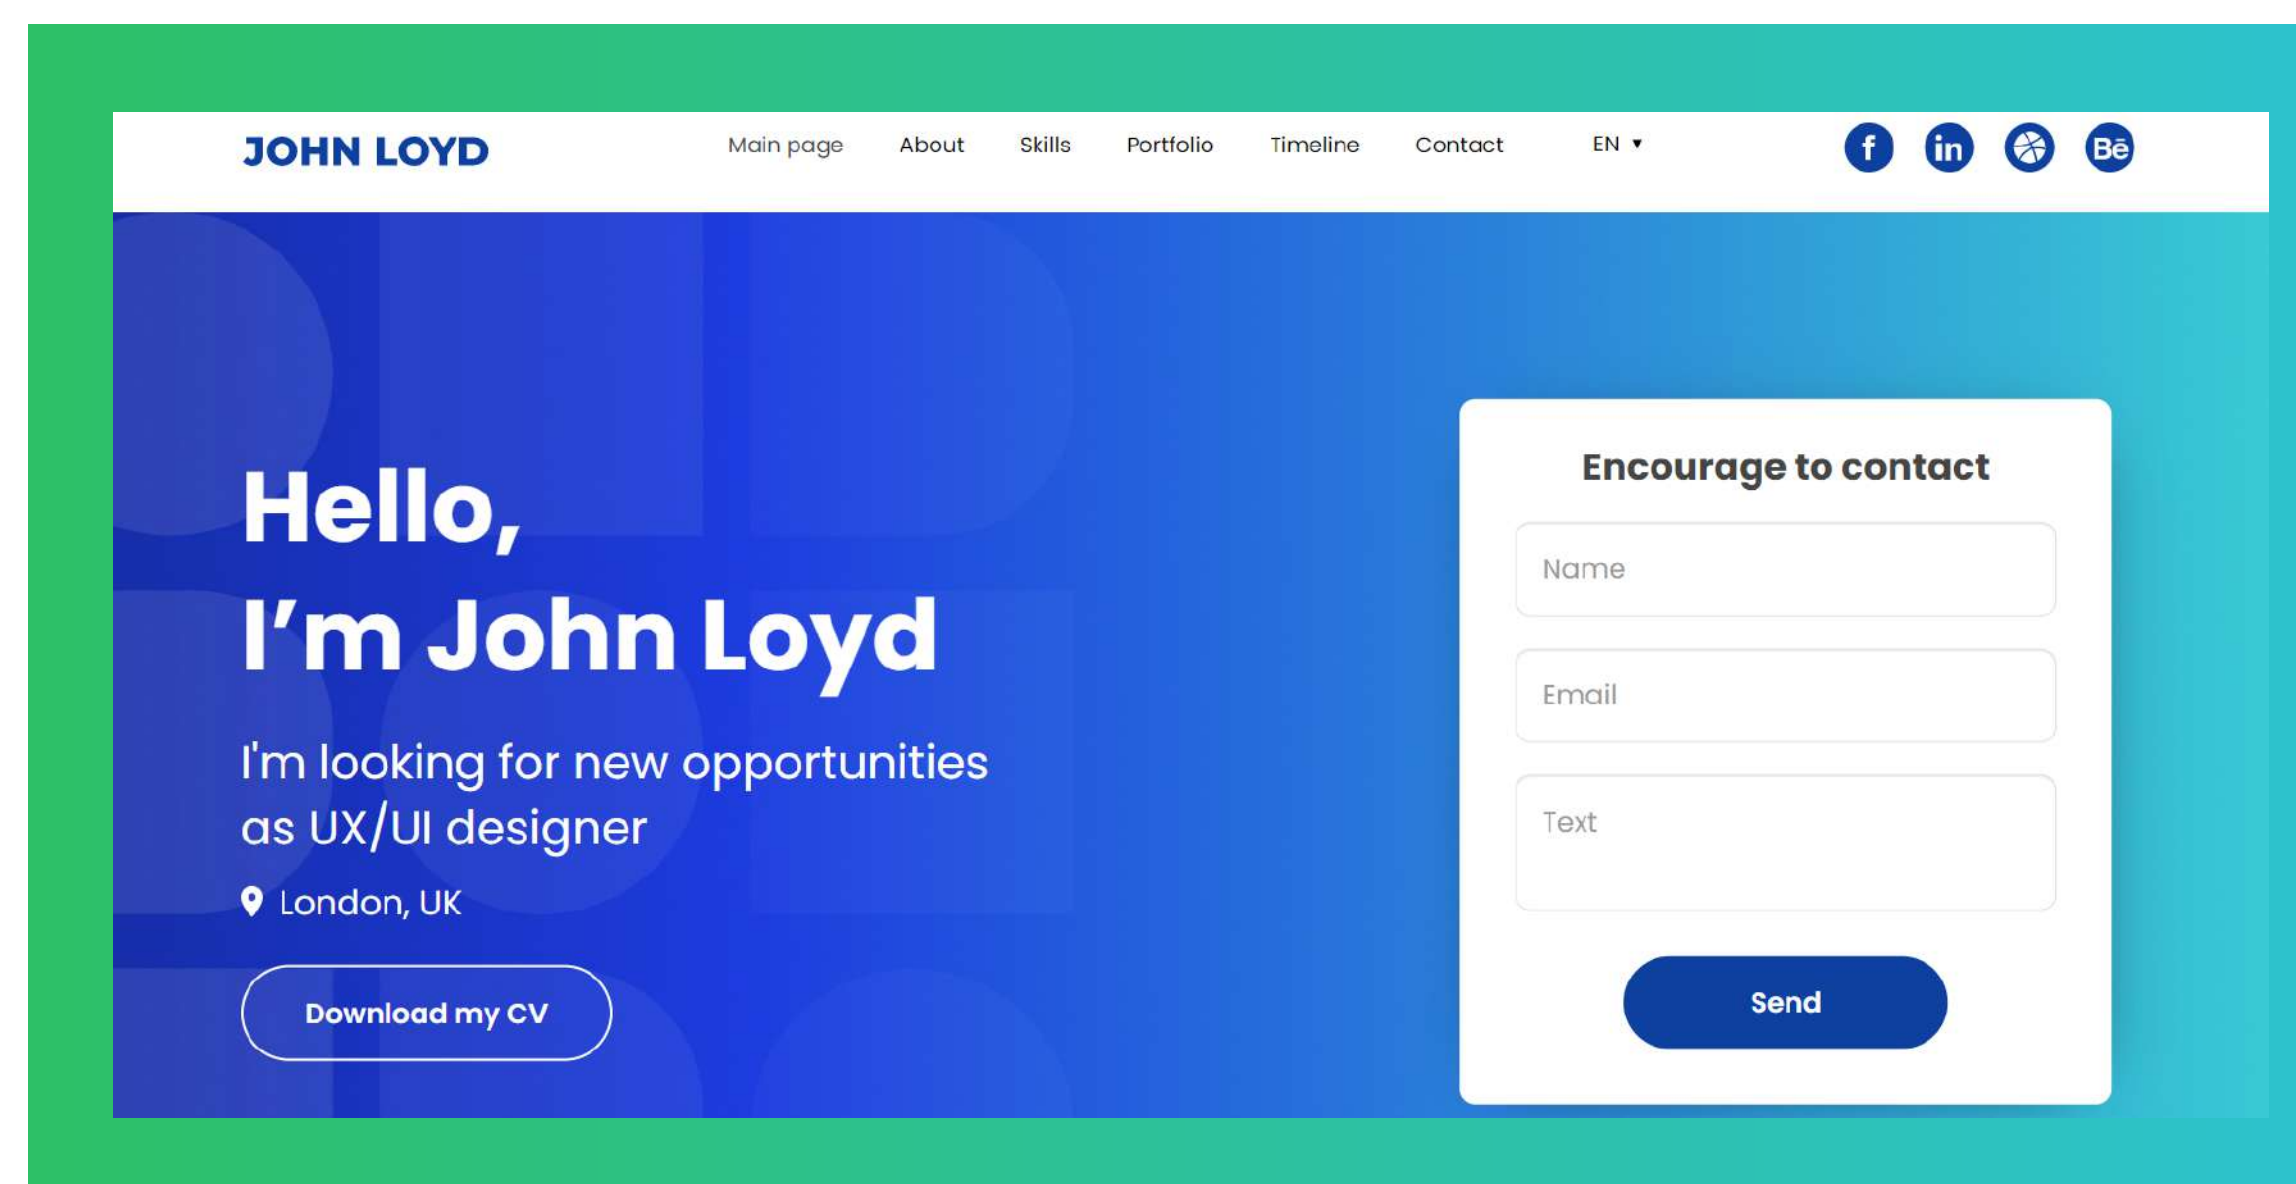 JOHN LOYD
Main page
About
Skills
Portfolio
Timeline
Contact
EN ▼
f
in
Bē
Hello,
I’m John Loyd
I'm looking for new opportunities
as UX/UI designer
London, UK
Download my CV
Encourage to contact
Name
Email
Text
Send